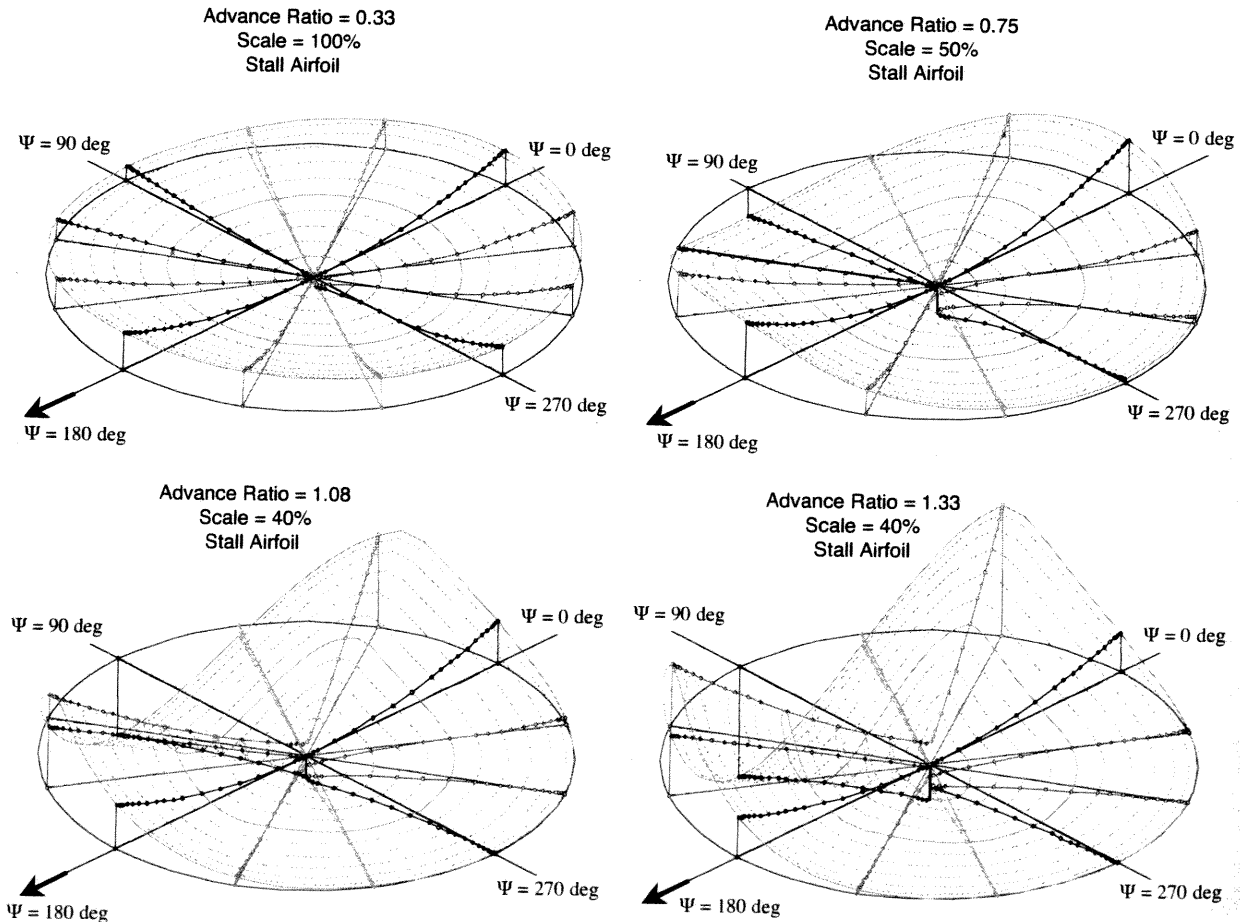 Advance Ratio = 0.33
Scale = 100%
Stall Airfoil
Ψ = 90 deg
Ψ = 0 deg
Ψ = 270 deg
Ψ = 180 deg
Advance Ratio = 0.75
Scale = 50%
Stall Airfoil
Ψ = 90 deg
Ψ = 0 deg
Ψ = 270 deg
Ψ = 180 deg
Advance Ratio = 1.08
Scale = 40%
Stall Airfoil
Ψ = 90 deg
Ψ = 0 deg
Ψ = 270 deg
Ψ = 180 deg
Advance Ratio = 1.33
Scale = 40%
Stall Airfoil
Ψ = 90 deg
Ψ = 0 deg
Ψ = 270 deg
Ψ = 180 deg